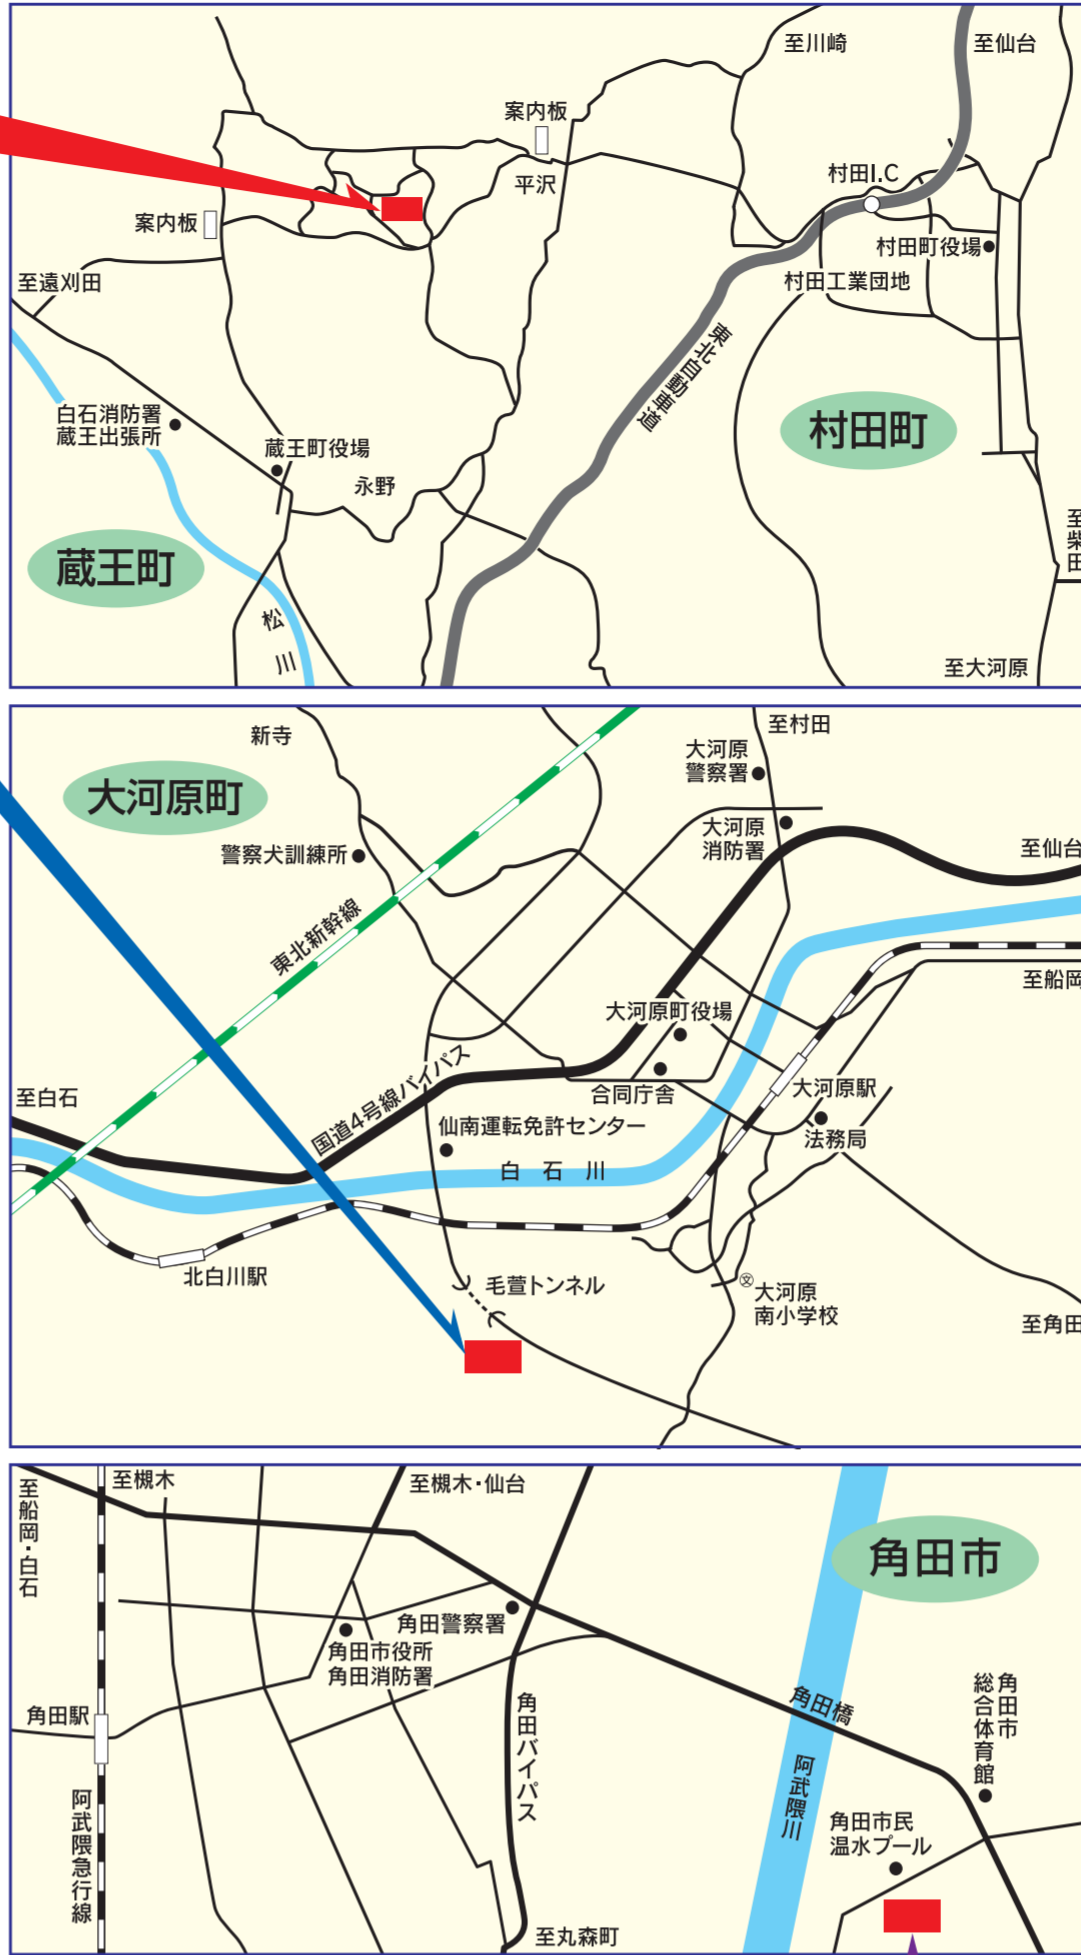 至川崎
至仙台
案内板
平沢
村田I.C
案内板
村田町役場
至遠刈田
村田工業団地
東北自動車道
白石消防署
蔵王出張所
村田町
蔵王町役場
永野
至柴田
蔵王町
松川
至大河原
新寺
至村田
大河原
警察署
大河原町
大河原
消防署
警察犬訓練所
至仙台
東北新幹線
至船岡
大河原町役場
国道4号線バイパス
至白石
合同庁舎
大河原駅
仙南運転免許センター
法務局
白石川
北白川駅
毛萱トンネル
文
大河原
南小学校
至角田
至船岡・白石
至槻木
至槻木・仙台
角田市
角田警察署
角田市役所
角田消防署
角田市
総合体育館
角田駅
角田バイパス
角田橋
阿武隈川
阿武隈急行線
角田市民
温水プール
至丸森町